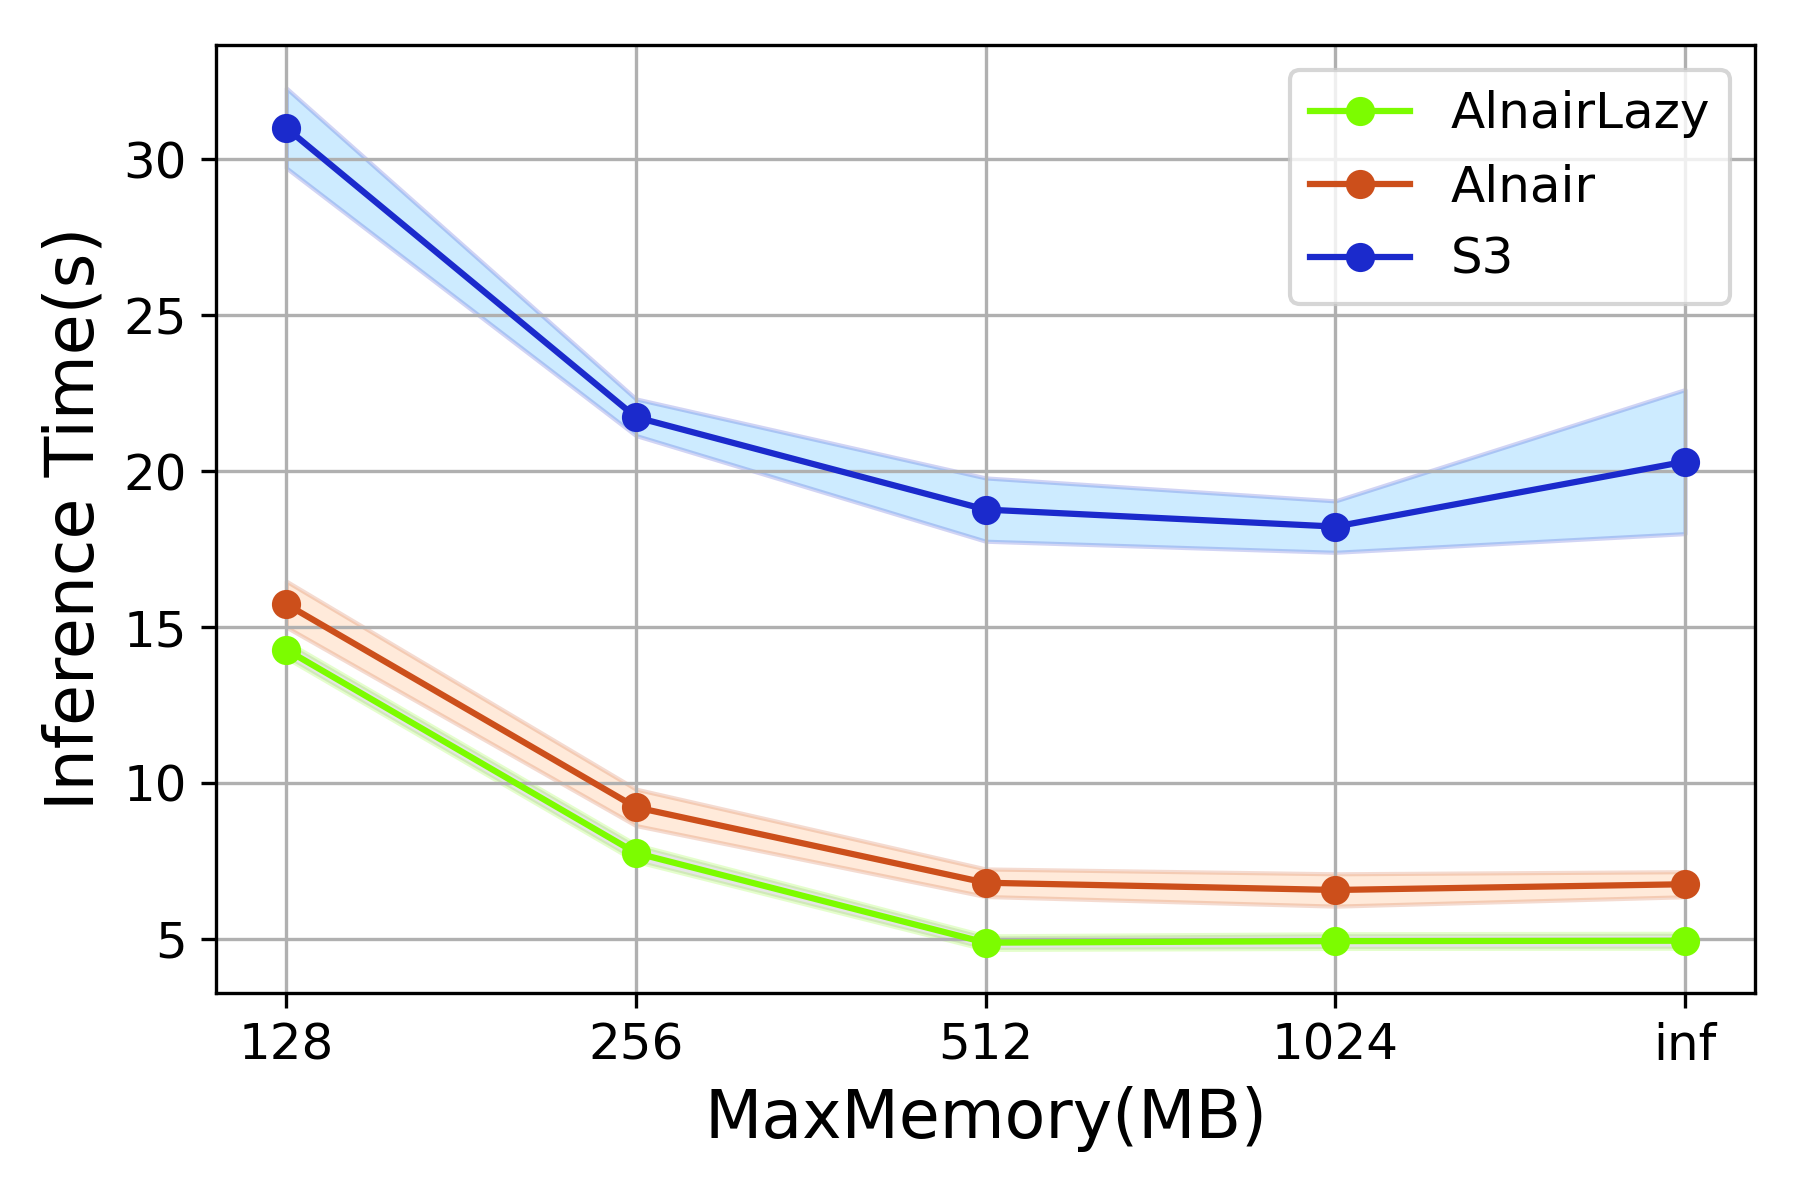 AlnairLazy
Alnair
S3
Inference Time(s)
30
25
20
15
10
5
128 256 512 1024 inf
MaxMemory(MB)